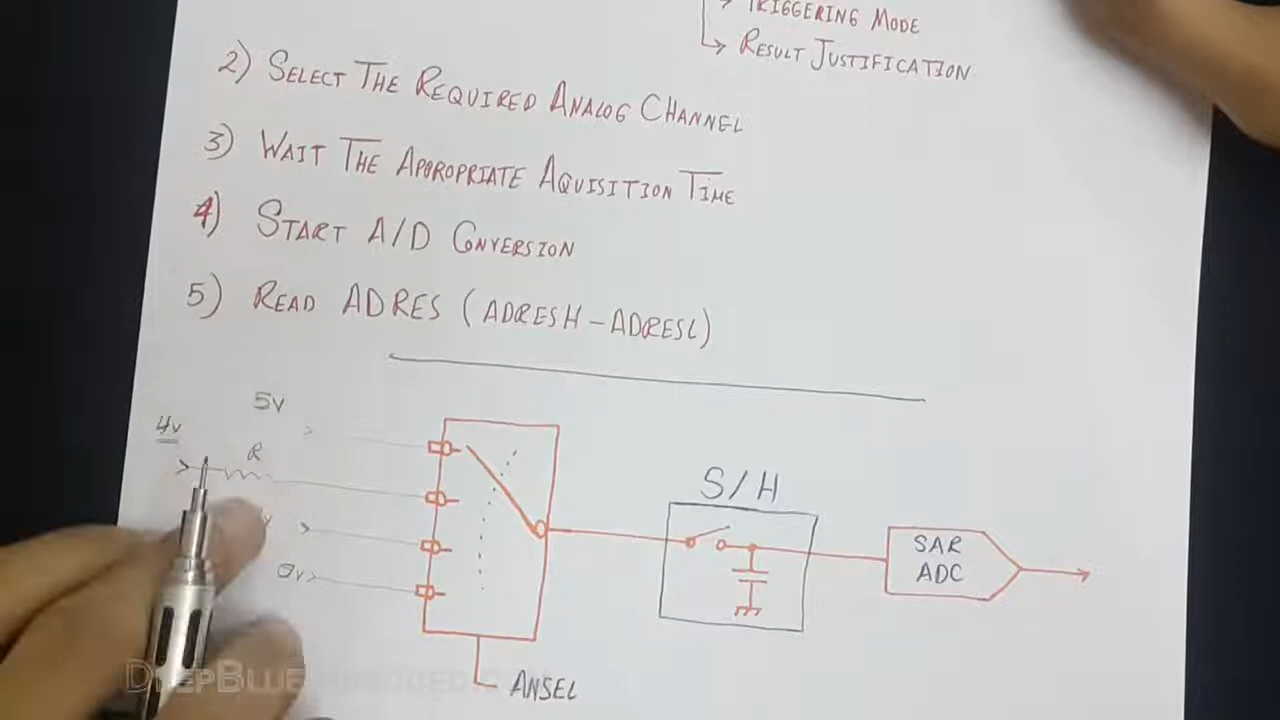 TRIGGERING MODE
RESULT JUSTIFICATION
2) SELECT THE REQUIRED ANALOG CHANNEL
3) WAIT THE APOROPRIATE AQUISITION TIME
4) START A/D CONVERSION
5) READ ADRES (ADRESH-ADRESL)
5V
4v
R
0v
S/H
SAR
ADC
ANSEL